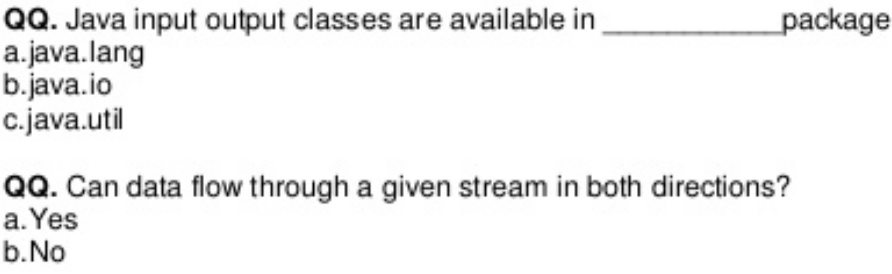 QQ. Java input output classes are available in ____________package
a.java.lang
b.java.io
c.java.util
QQ. Can data flow through a given stream in both directions?
a.Yes
b.No